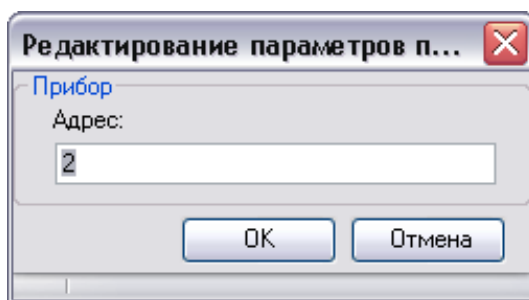 Редактирование параметров п...
Прибор
Адрес:
2
OK
Отмена